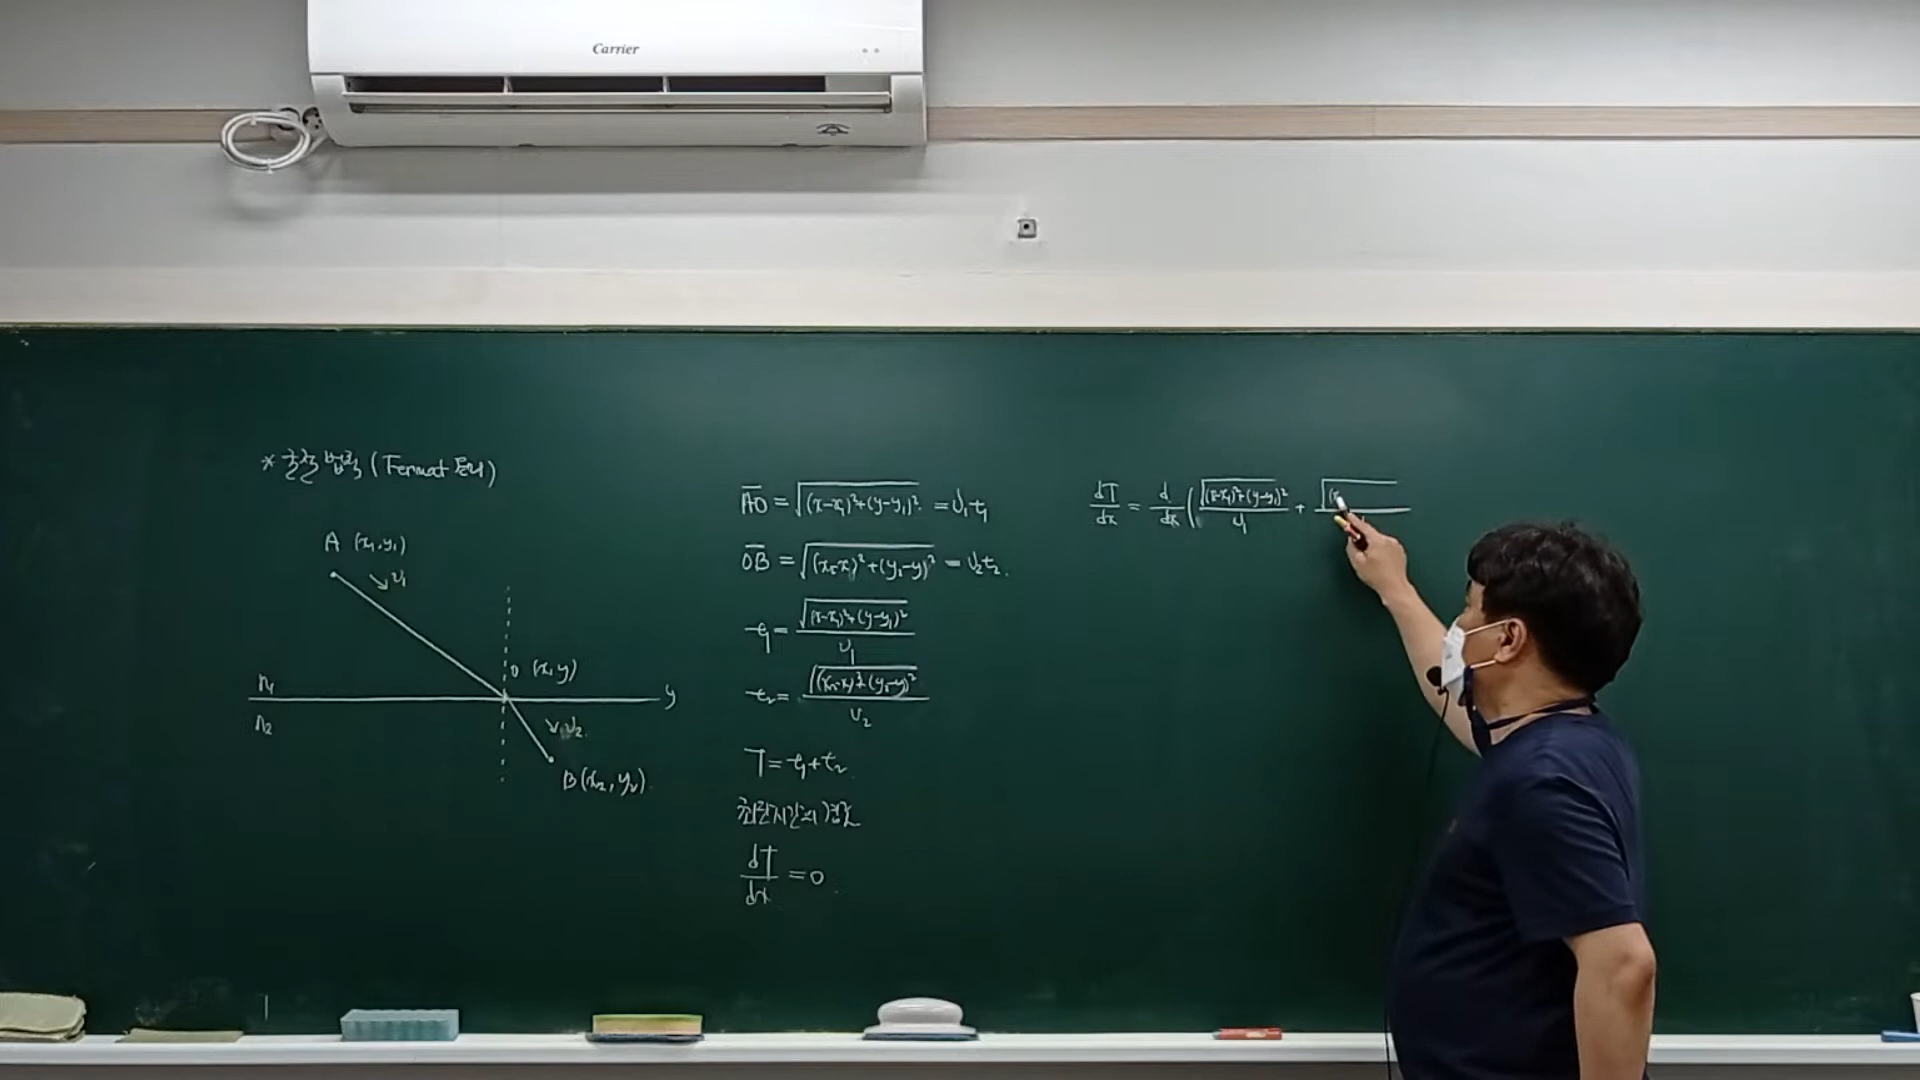 Carrier
* 굴절 법칙 (Fermat 원리)
A (x₁, y₁)
↘ v₁
O (x, y)
n₁
y
n₂
↘ v₂
B (x₂, y₂)
AO = √((x-x₁)²+(y-y₁)²) = v₁t₁
OB = √((x₂-x)²+(y₂-y)²) = v₂t₂.
t₁ = √((x-x₁)²+(y-y₁)²) / v₁
t₂ = √((x₂-x)²+(y₂-y)²) / v₂
T = t₁+t₂
최단시간의 경로
dT/dx = 0
dT/dx = d/dx ( √((x-x₁)²+(y-y₁)²) / v₁ + √((x